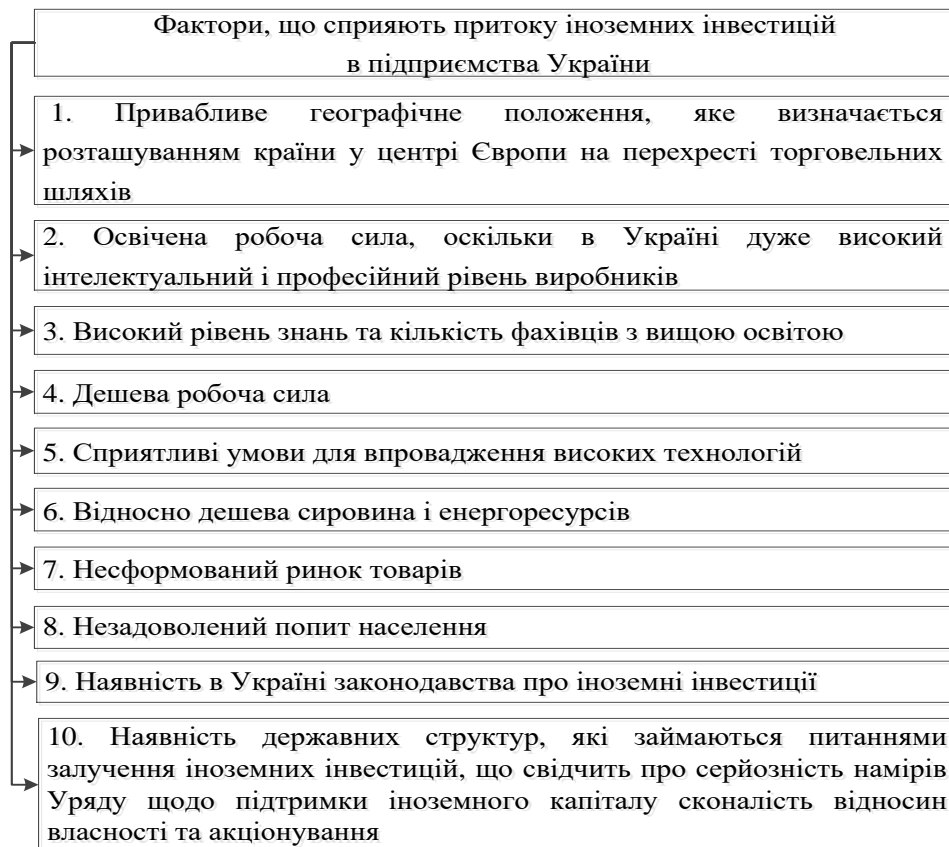 Фактори, що сприяють притоку іноземних інвестицій
в підприємства України
1. Привабливе географічне положення, яке визначається
розташуванням країни у центрі Європи на перехресті торговельних
шляхів
2. Освічена робоча сила, оскільки в Україні дуже високий
інтелектуальний і професійний рівень виробників
3. Високий рівень знань та кількість фахівців з вищою освітою
4. Дешева робоча сила
5. Сприятливі умови для впровадження високих технологій
6. Відносно дешева сировина і енергоресурсів
7. Несформований ринок товарів
8. Незадоволений попит населення
9. Наявність в Україні законодавства про іноземні інвестиції
10. Наявність державних структур, які займаються питаннями
залучення іноземних інвестицій, що свідчить про серйозність намірів
Уряду щодо підтримки іноземного капіталу сконалість відносин
власності та акціонування